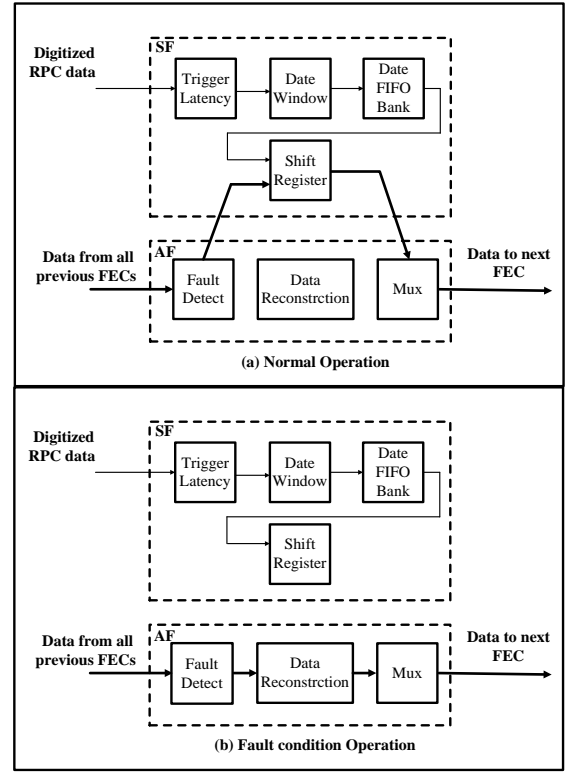 SF
Digitized
RPC data
Trigger
Latency
Date
Window
Date
FIFO
Bank
Shift
Register
Data from all
previous FECs
AF
Fault
Detect
Data
Reconstrction
Mux
Data to next
FEC
(a) Normal Operation
SF
Digitized
RPC data
Trigger
Latency
Date
Window
Date
FIFO
Bank
Shift
Register
Data from all
previous FECs
AF
Fault
Detect
Data
Reconstrction
Mux
Data to next
FEC
(b) Fault condition Operation